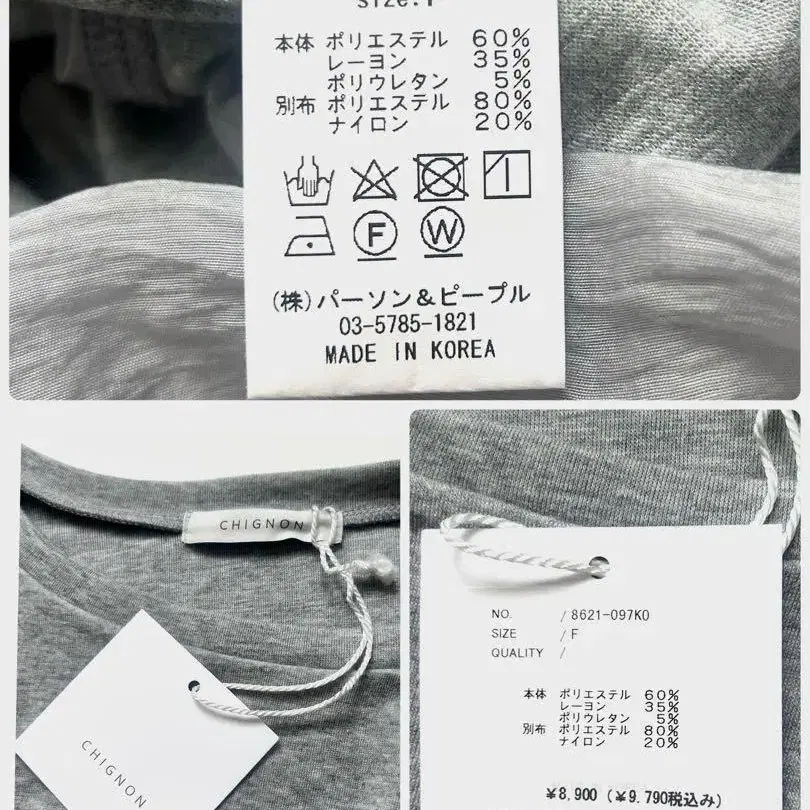 size:F
本体 ポリエステル 60%
レーヨン 35%
ポリウレタン 5%
別布 ポリエステル 80%
ナイロン 20%
F W
(株)パーソン&ピープル
03-5785-1821
MADE IN KOREA
CHIGNON
CHIGNON
NO. / 8621-097K0
SIZE / F
QUALITY /
本体 ポリエステル 60%
レーヨン 35%
ポリウレタン 5%
別布 ポリエステル 80%
ナイロン 20%
¥8,900(¥9,790税込み)